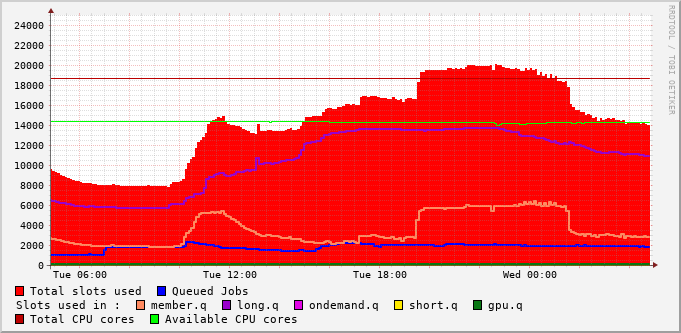 RRDTOOL / TOBI OETIKER
24000
22000
20000
18000
16000
14000
12000
10000
8000
6000
4000
2000
0
Tue 06:00 Tue 12:00 Tue 18:00 Wed 00:00
Total slots used Queued Jobs
Slots used in : member.q long.q ondemand.q short.q gpu.q
Total CPU cores Available CPU cores